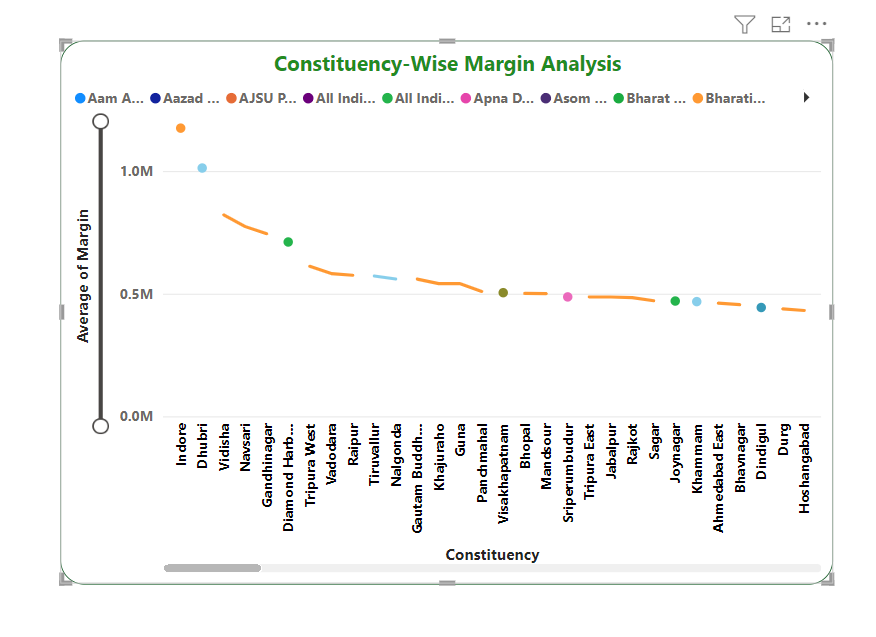 Constituency-Wise Margin Analysis
Aam A... Aazad ... AJSU P... All Indi... All Indi... Apna D... Asom ... Bharat ... Bharati...
Average of Margin
1.0M
0.5M
0.0M
Indore
Dhubri
Vidisha
Navsari
Gandhinagar
Diamond Harb...
Tripura West
Vadodara
Raipur
Tiruvallur
Nalgonda
Gautam Buddh...
Khajuraho
Guna
Panchmahal
Visakhapatnam
Bhopal
Mandsour
Sriperumbudur
Tripura East
Jabalpur
Rajkot
Sagar
Joynagar
Khammam
Ahmedabad East
Bhavnagar
Dindigul
Durg
Hoshangabad
Constituency